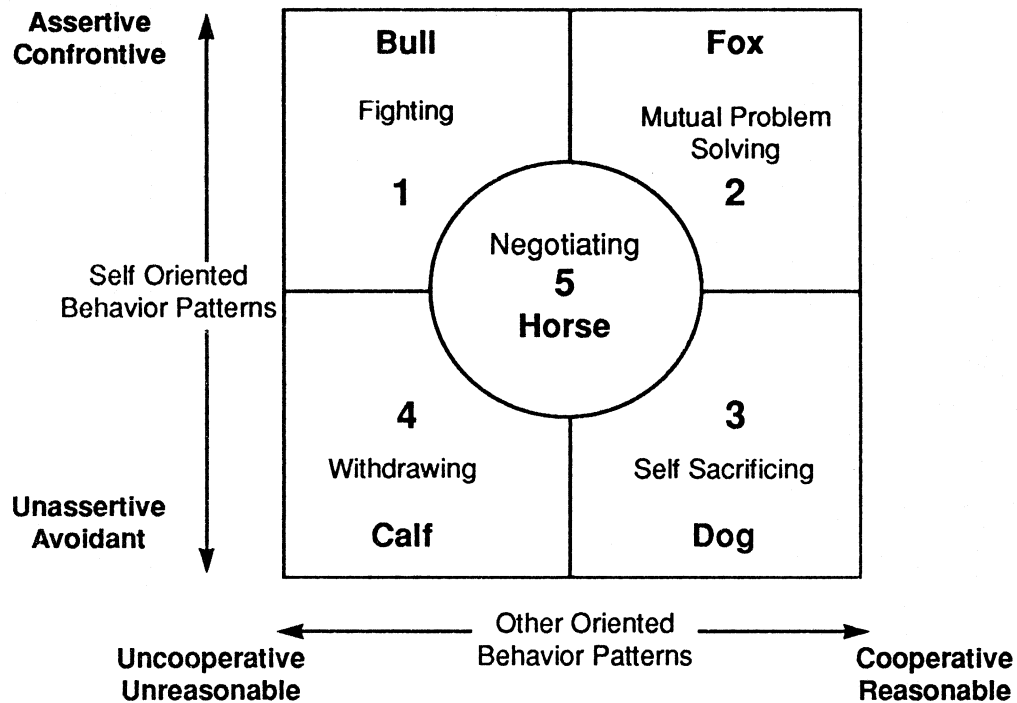 Assertive
Confrontive
Bull
Fox
Fighting
Mutual Problem
Solving
1
2
Negotiating
5
Horse
Self Oriented
Behavior Patterns
4
3
Withdrawing
Self Sacrificing
Unassertive
Avoidant
Calf
Dog
Other Oriented
Behavior Patterns
Uncooperative
Unreasonable
Cooperative
Reasonable